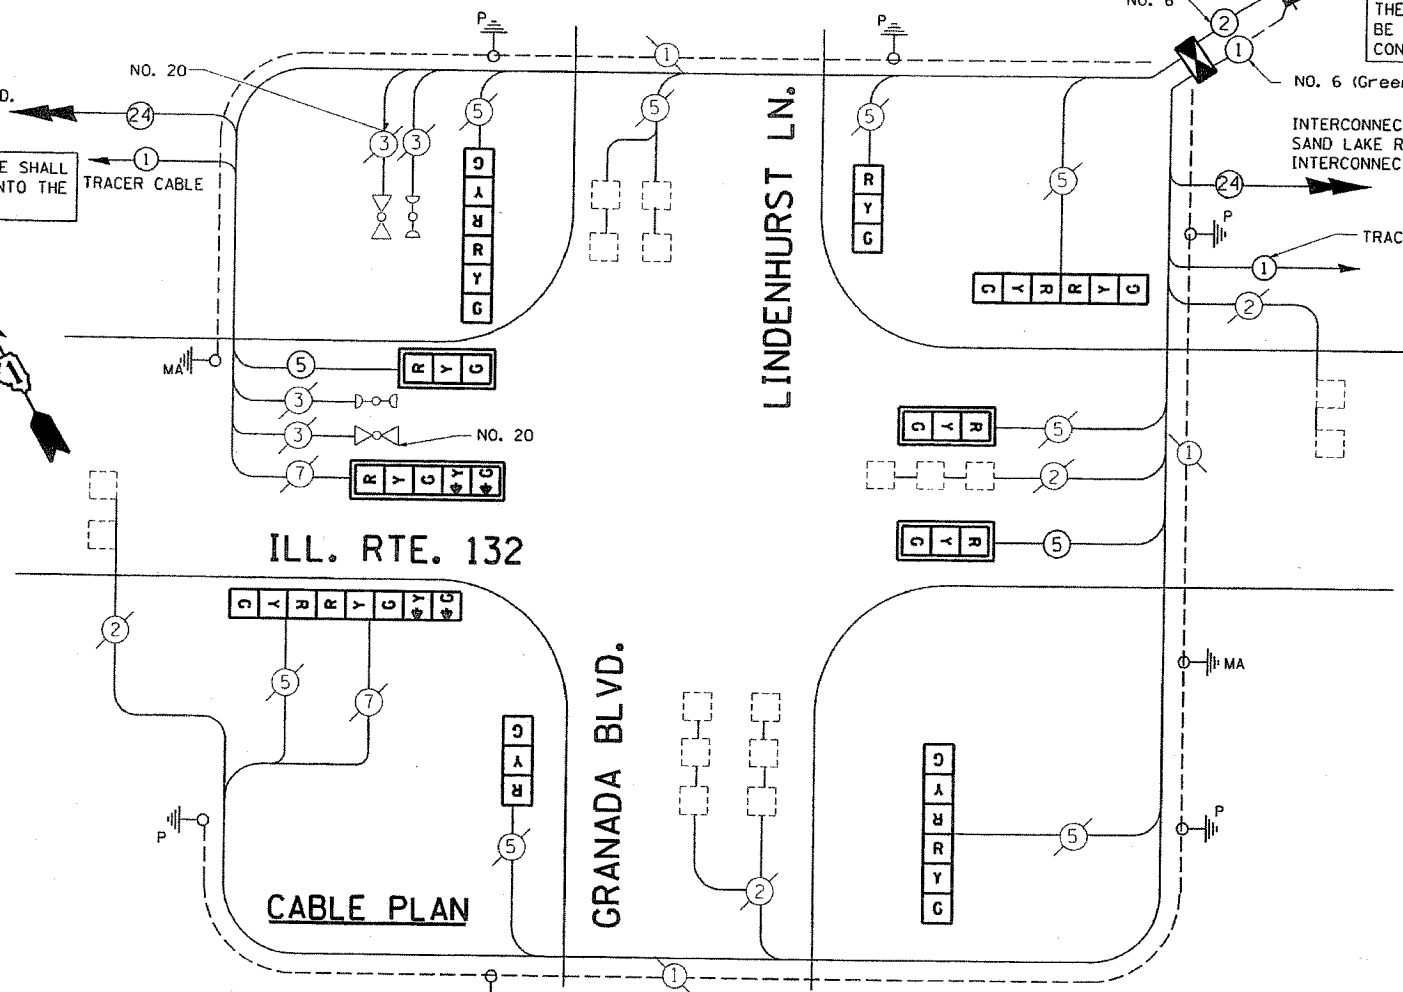 NO. 6
THE
BE
CON
P
P
1
2
1
NO. 20
NO. 6 (Gree
D.
24
5
5
5
3
3
INTERCONNEC
SAND LAKE R
INTERCONNEC
E SHALL
NTO THE
1
TRACER CABLE
5
24
G Y R R Y G
R Y G
LINDENHURST LN.
P
TRAC
1
G Y R R Y G
2
MA
5
R Y G
3
3
NO. 20
7
R Y G Y G
G Y R
5
1
2
G Y R
5
ILL. RTE. 132
G Y R R Y G Y G
2
5
7
GRANADA BLVD.
MA
G Y R
G Y R R Y G
P
5
5
P
2
CABLE PLAN
1